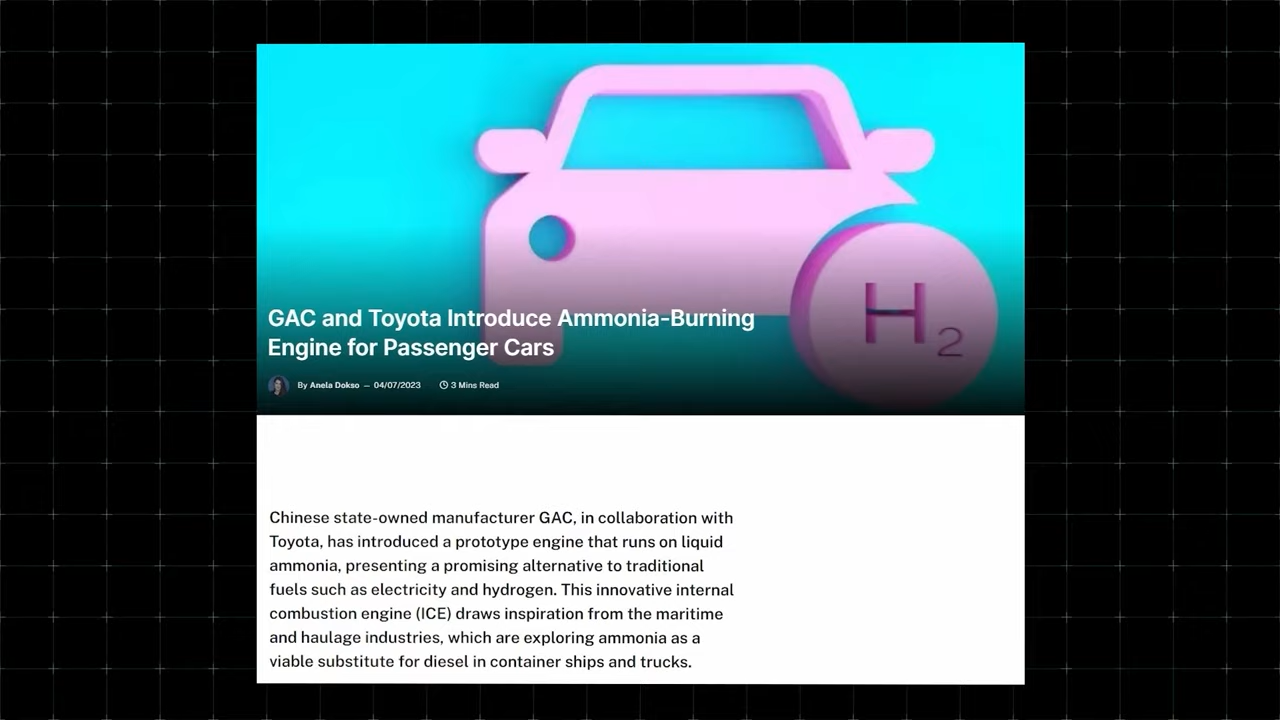 H2
GAC and Toyota Introduce Ammonia-Burning
Engine for Passenger Cars
By Anela Dokso — 04/07/2023 3 Mins Read
Chinese state-owned manufacturer GAC, in collaboration with
Toyota, has introduced a prototype engine that runs on liquid
ammonia, presenting a promising alternative to traditional
fuels such as electricity and hydrogen. This innovative internal
combustion engine (ICE) draws inspiration from the maritime
and haulage industries, which are exploring ammonia as a
viable substitute for diesel in container ships and trucks.